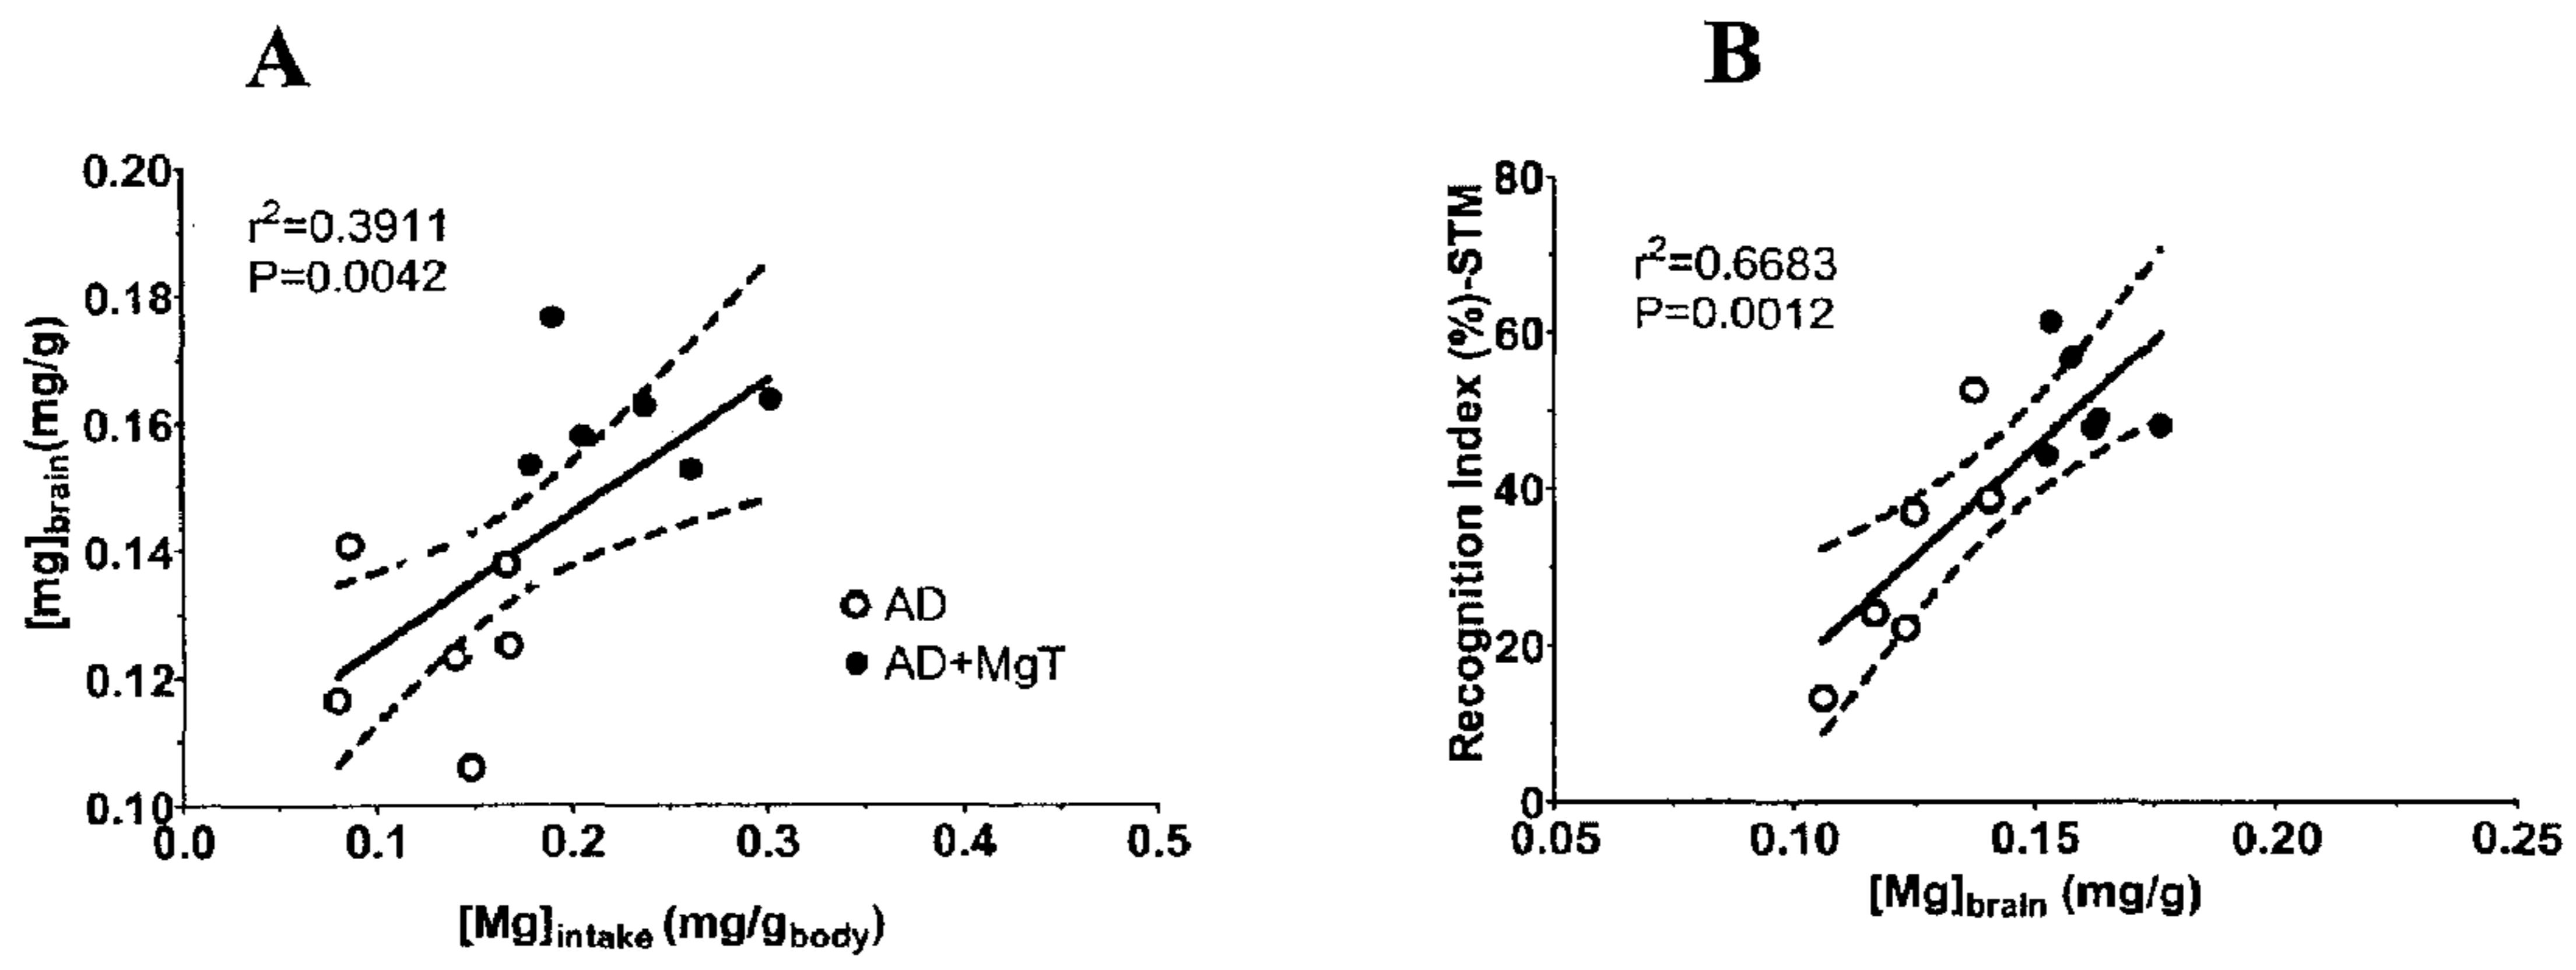 A
B
0.20
0.18
0.16
0.14
0.12
0.10
[mg]brain(mg/g)
r²=0.3911
P=0.0042
AD
AD+MgT
0.0
0.1
0.2
0.3
0.4
0.5
[Mg]intake (mg/gbody)
80
60
40
20
0
Recognition Index (%)-STM
r²=0.6683
P=0.0012
0.05
0.10
0.15
0.20
0.25
[Mg]brain (mg/g)